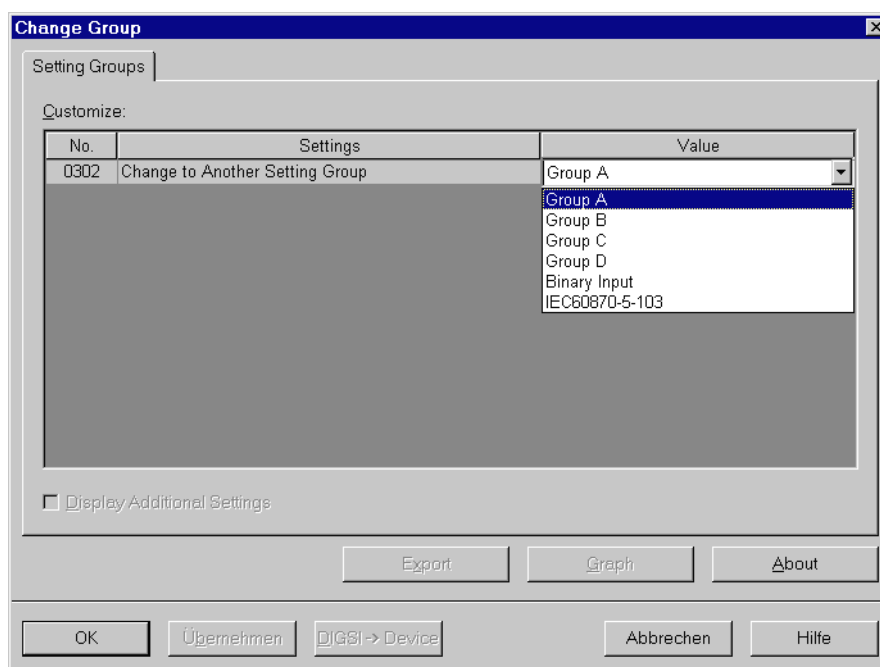 Change Group
Setting Groups
Customize:
No. Settings Value
0302 Change to Another Setting Group Group A
Group A
Group B
Group C
Group D
Binary Input
IEC60870-5-103
Display Additional Settings
Export Graph About
OK Übernehmen DIGSI -> Device Abbrechen Hilfe